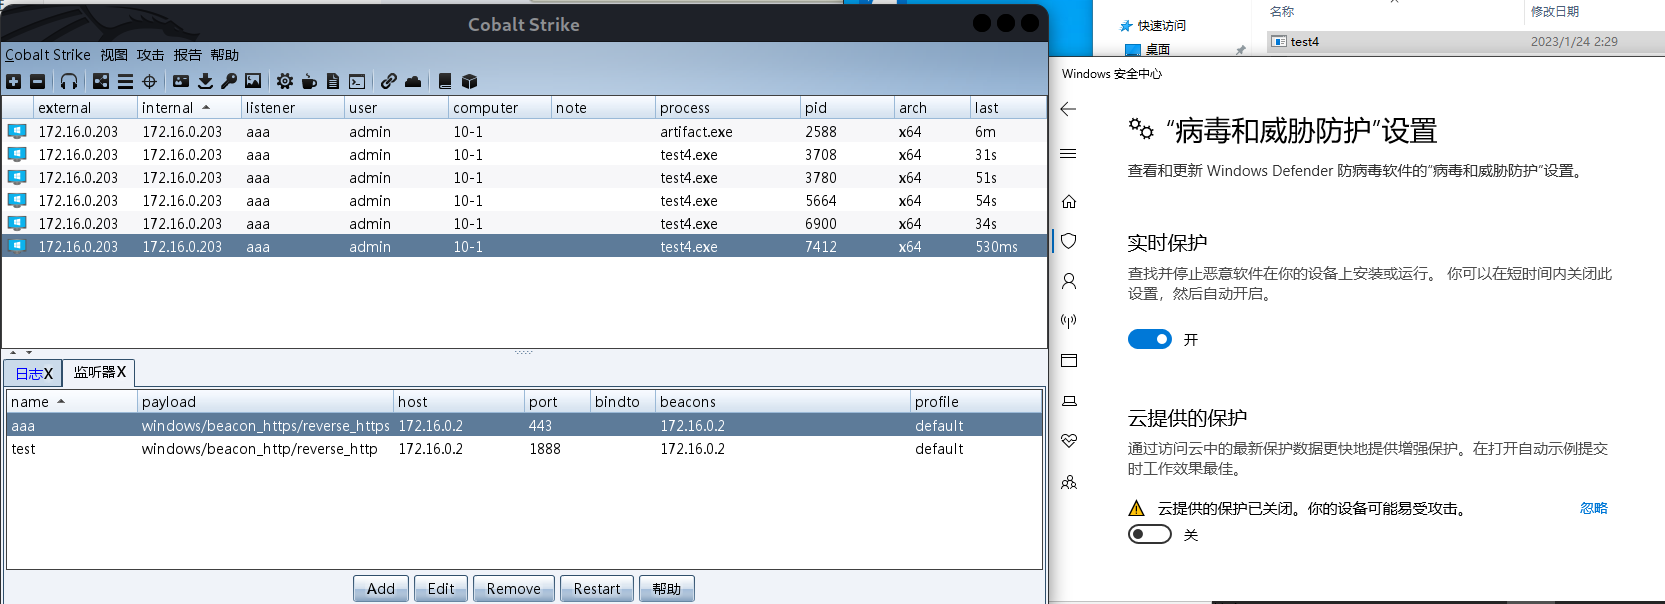 Cobalt Strike
Cobalt Strike 视图 攻击 报告 帮助
external internal listener user computer note process pid arch last
172.16.0.203 172.16.0.203 aaa admin 10-1 artifact.exe 2588 x64 6m
172.16.0.203 172.16.0.203 aaa admin 10-1 test4.exe 3708 x64 31s
172.16.0.203 172.16.0.203 aaa admin 10-1 test4.exe 3780 x64 51s
172.16.0.203 172.16.0.203 aaa admin 10-1 test4.exe 5664 x64 54s
172.16.0.203 172.16.0.203 aaa admin 10-1 test4.exe 6900 x64 34s
172.16.0.203 172.16.0.203 aaa admin 10-1 test4.exe 7412 x64 530ms
日志X 监听器X
name payload host port bindto beacons profile
aaa windows/beacon_https/reverse_https 172.16.0.2 443 172.16.0.2 default
test windows/beacon_http/reverse_http 172.16.0.2 1888 172.16.0.2 default
Add Edit Remove Restart 帮助
快速访问
桌面
名称 修改日期
test4 2023/1/24 2:29
Windows 安全中心
“病毒和威胁防护”设置
查看和更新 Windows Defender 防病毒软件的“病毒和威胁防护”设置。
实时保护
查找并停止恶意软件在你的设备上安装或运行。 你可以在短时间内关闭此
设置，然后自动开启。
开
云提供的保护
通过访问云中的最新保护数据更快地提供增强保护。在打开自动示例提交
时工作效果最佳。
云提供的保护已关闭。你的设备可能易受攻击。 忽略
关